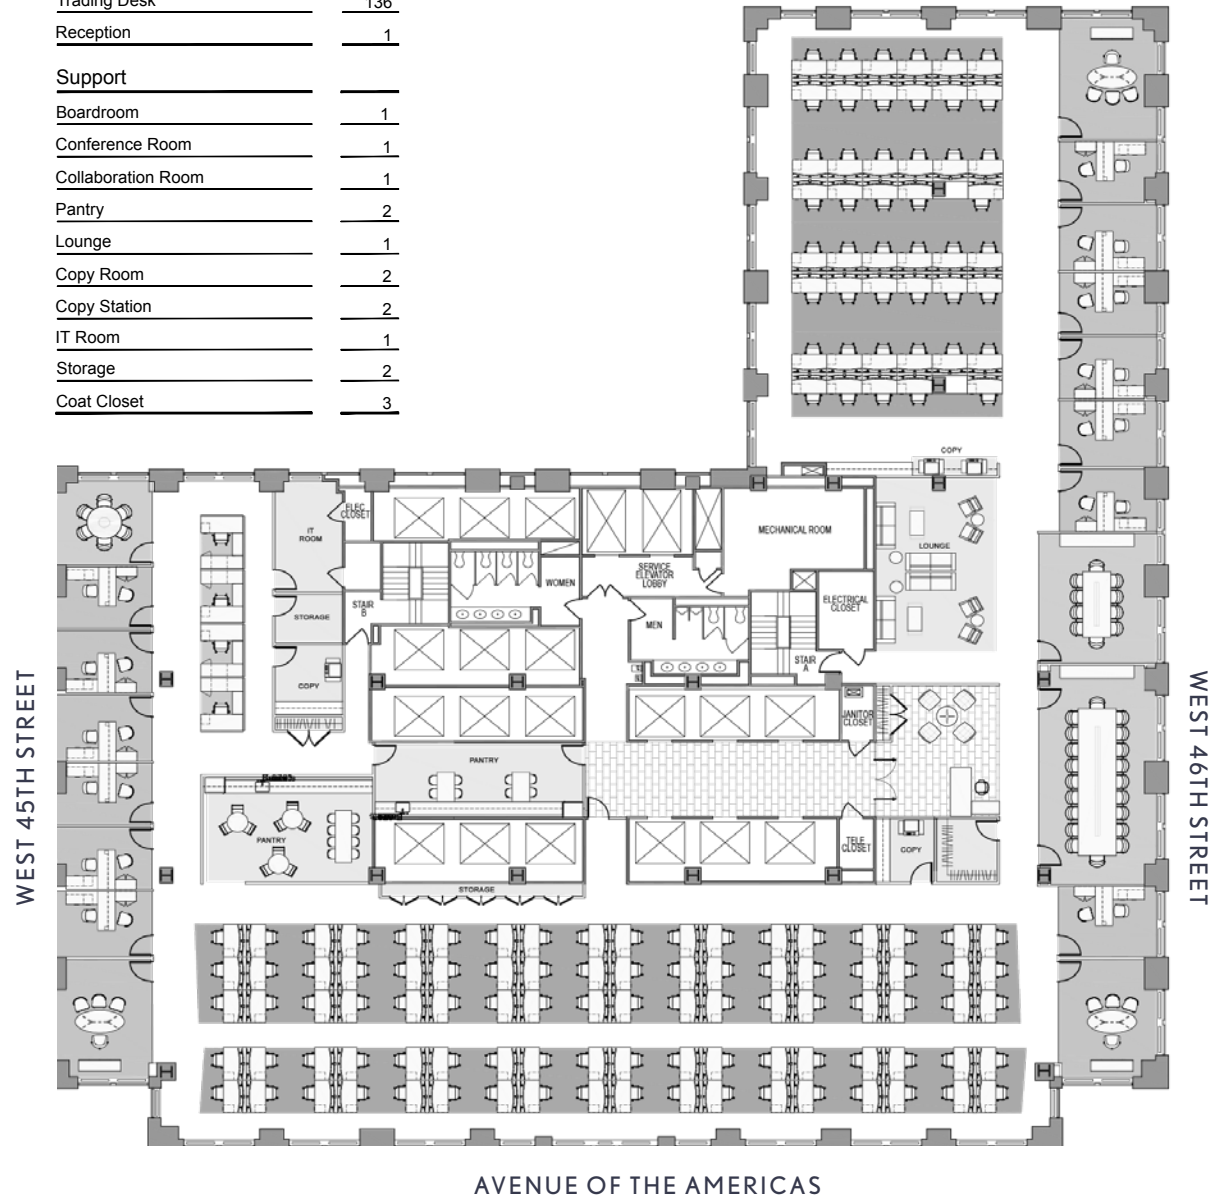 Trading Desk 136
Reception 1
Support
Boardroom 1
Conference Room 1
Collaboration Room 1
Pantry 2
Lounge 1
Copy Room 2
Copy Station 2
IT Room 1
Storage 2
Coat Closet 3
COPY
ELEC
CLOSET
IT
ROOM
MECHANICAL ROOM
LOUNGE
SERVICE
ELEVATOR
LOBBY
WOMEN
ELECTRICAL
CLOSET
STAIR
B
STORAGE
MEN
STAIR
A
COPY
JANITOR
CLOSET
PANTRY
PANTRY
TELE
CLOSET
COPY
STORAGE
WEST 45TH STREET
WEST 46TH STREET
AVENUE OF THE AMERICAS